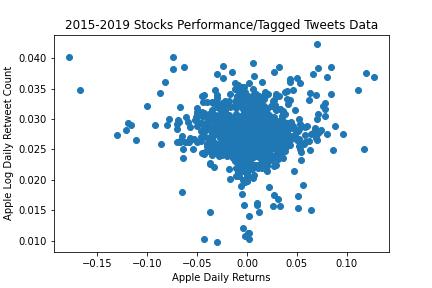 2015-2019 Stocks Performance/Tagged Tweets Data
Apple Log Daily Retweet Count
0.040
0.035
0.030
0.025
0.020
0.015
0.010
−0.15 −0.10 −0.05 0.00 0.05 0.10
Apple Daily Returns